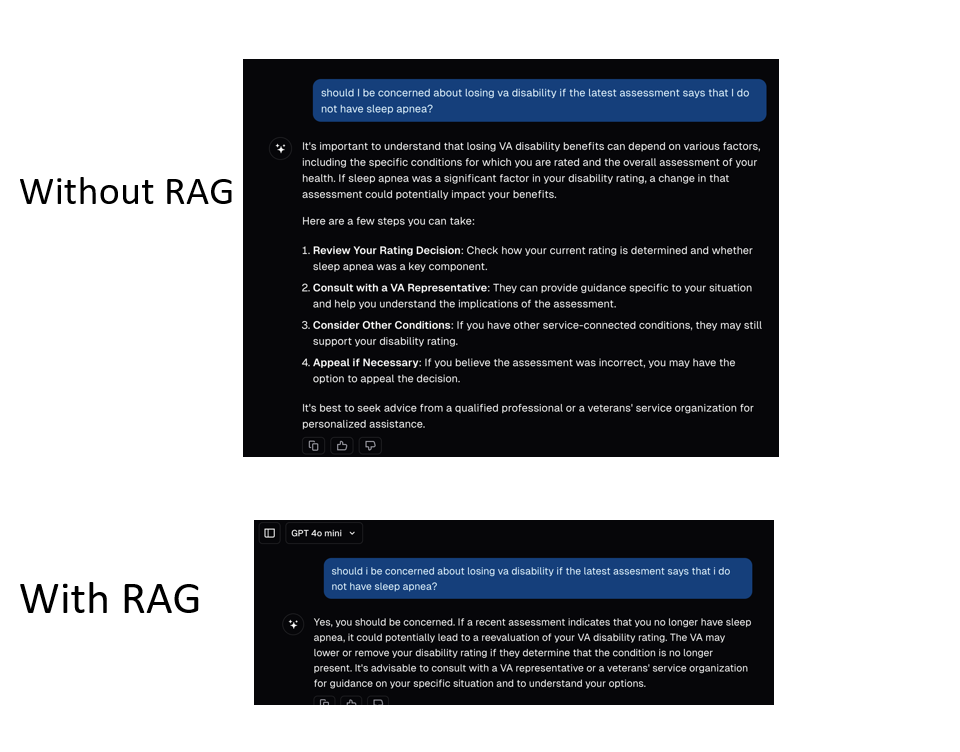 Without RAG
should I be concerned about losing va disability if the latest assessment says that I do
not have sleep apnea?
It's important to understand that losing VA disability benefits can depend on various factors,
including the specific conditions for which you are rated and the overall assessment of your
health. If sleep apnea was a significant factor in your disability rating, a change in that
assessment could potentially impact your benefits.
Here are a few steps you can take:
1. Review Your Rating Decision: Check how your current rating is determined and whether
sleep apnea was a key component.
2. Consult with a VA Representative: They can provide guidance specific to your situation
and help you understand the implications of the assessment.
3. Consider Other Conditions: If you have other service-connected conditions, they may still
support your disability rating.
4. Appeal if Necessary: If you believe the assessment was incorrect, you may have the
option to appeal the decision.
It's best to seek advice from a qualified professional or a veterans' service organization for
personalized assistance.
With RAG
GPT 4o mini
should i be concerned about losing va disability if the latest assesment says that i do
not have sleep apnea?
Yes, you should be concerned. If a recent assessment indicates that you no longer have sleep
apnea, it could potentially lead to a reevaluation of your VA disability rating. The VA may
lower or remove your disability rating if they determine that the condition is no longer
present. It's advisable to consult with a VA representative or a veterans' service organization
for guidance on your specific situation and to understand your options.